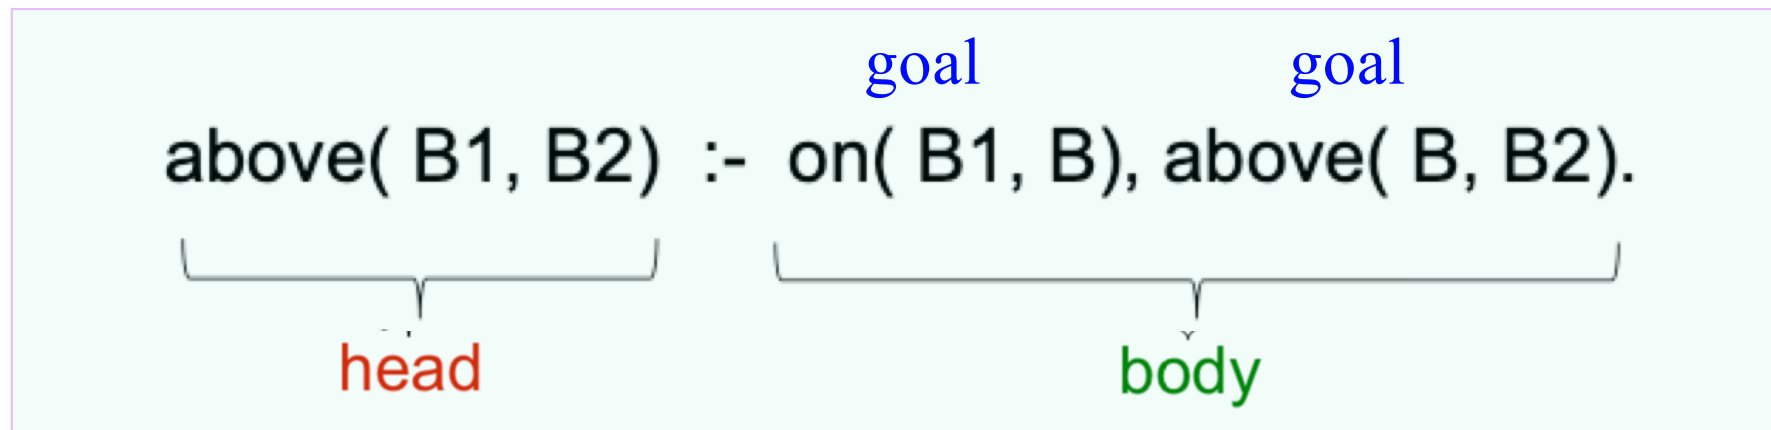 goal goal
above( B1, B2) :- on( B1, B), above( B, B2).
head body